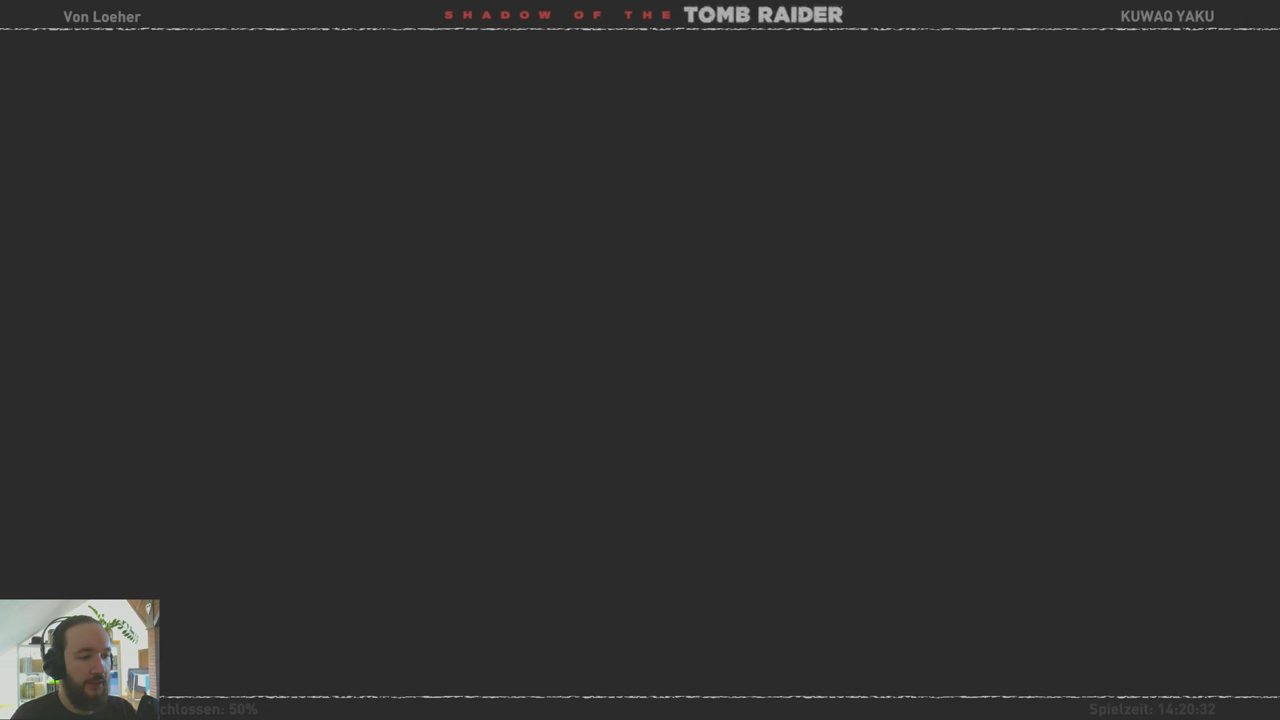 Von Loeher
SHADOW OF THE TOMB RAIDER
KUWAQ YAKU
chlossen: 50%
Spielzeit: 14:20:32